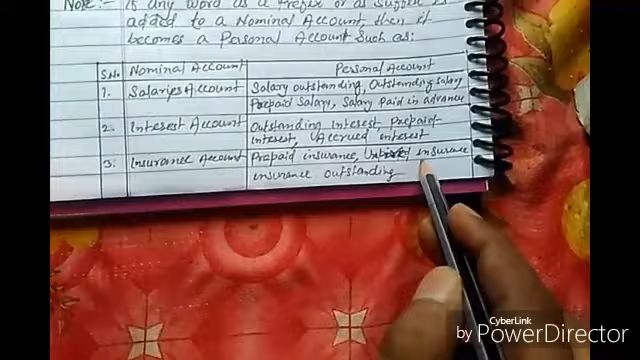 Note:- If any word as a Prefix or as Suffix is
added to a Nominal Account then it
becomes a Personal Account such as:
S.No Nominal Account Personal Account
1. Salaries Account Salary outstanding, Outstanding salary
Prepaid Salary, Salary Paid in advance
2. Interest Account Outstanding interest, Prepaid-
interest, Accrued interest
3. Insurance Account Prepaid insurance, insurance
insurance outstanding
CyberLink
by PowerDirector